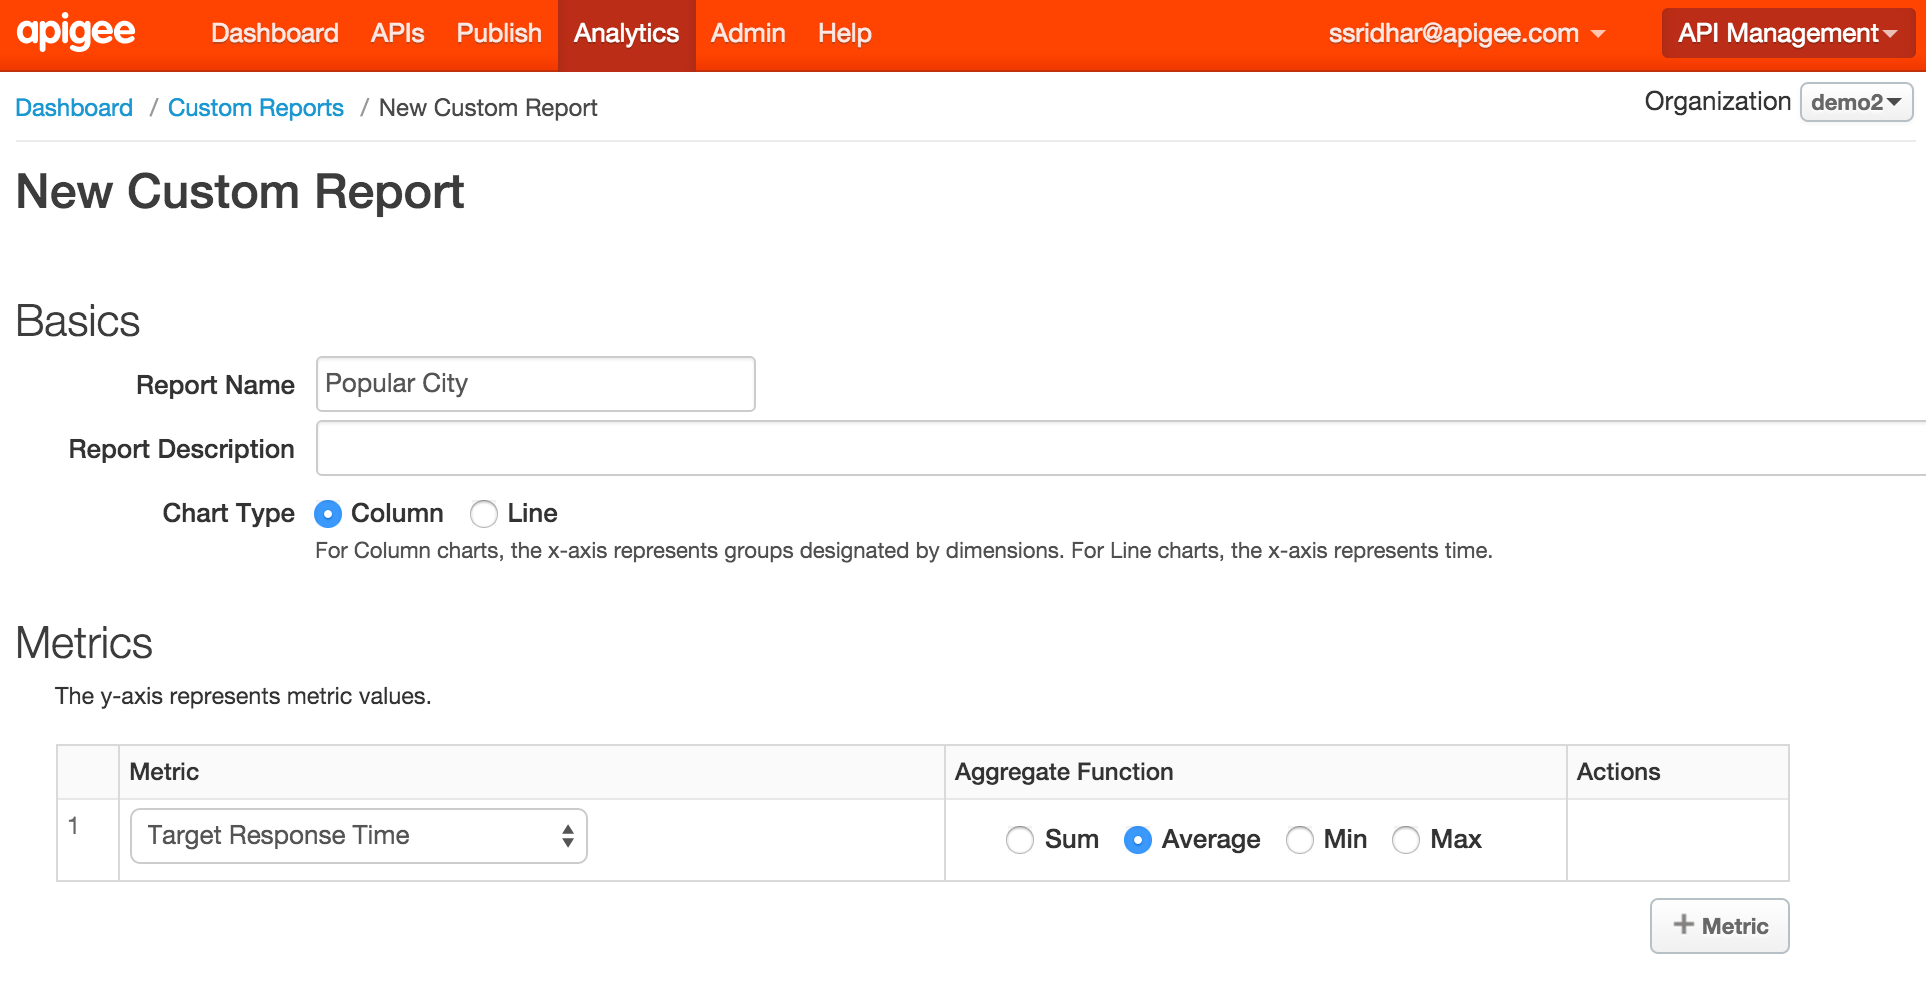 apigee Dashboard APIs Publish Analytics Admin Help ssridhar@apigee.com API Management
Dashboard / Custom Reports / New Custom Report Organization demo2
New Custom Report
Basics
Report Name Popular City
Report Description
Chart Type Column Line
For Column charts, the x-axis represents groups designated by dimensions. For Line charts, the x-axis represents time.
Metrics
The y-axis represents metric values.
Metric Aggregate Function Actions
1 Target Response Time Sum Average Min Max
+ Metric